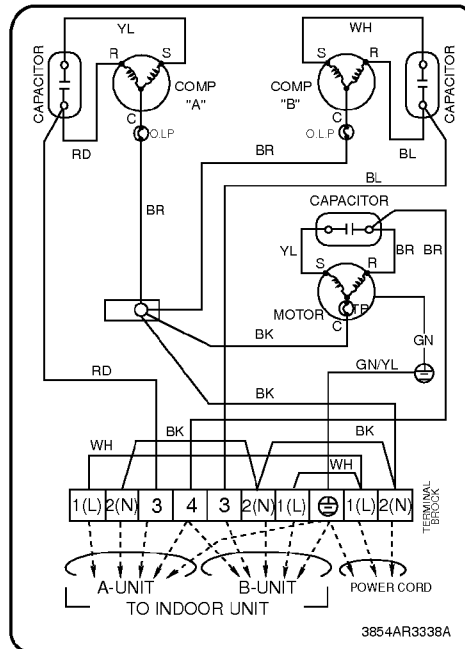 YL
WH
R S
S R
CAPACITOR
COMP "A"
COMP "B"
CAPACITOR
C
O.L.P
C
O.L.P
RD
BR
BL
BL
BR
CAPACITOR
YL
BR BR
S R
MOTOR
T.P
C
BK
GN
GN/YL
RD
BK
WH
BK
BK
WH
1(L) 2(N) 3 4 3 2(N) 1(L) 1(L) 2(N)
TERMINAL BROCK
A-UNIT
B-UNIT
POWER CORD
TO INDOOR UNIT
3854AR3338A